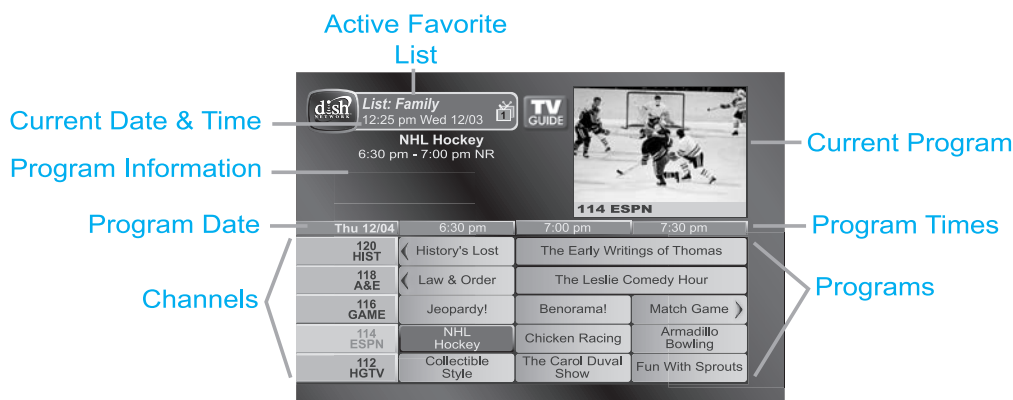 Active Favorite
List
dish
NETWORK
List: Family
12:25 pm Wed 12/03
1
TV
GUIDE
Current Date & Time
NHL Hockey
6:30 pm - 7:00 pm NR
Program Information
Current Program
114 ESPN
Program Date
Thu 12/04 6:30 pm 7:00 pm 7:30 pm
Program Times
120
HIST
History's Lost
The Early Writings of Thomas
118
A&E
Law & Order
The Leslie Comedy Hour
Channels
Programs
116
GAME
Jeopardy!
Benorama!
Match Game
114
ESPN
NHL
Hockey
Chicken Racing
Armadillo
Bowling
112
HGTV
Collectible
Style
The Carol Duval
Show
Fun With Sprouts